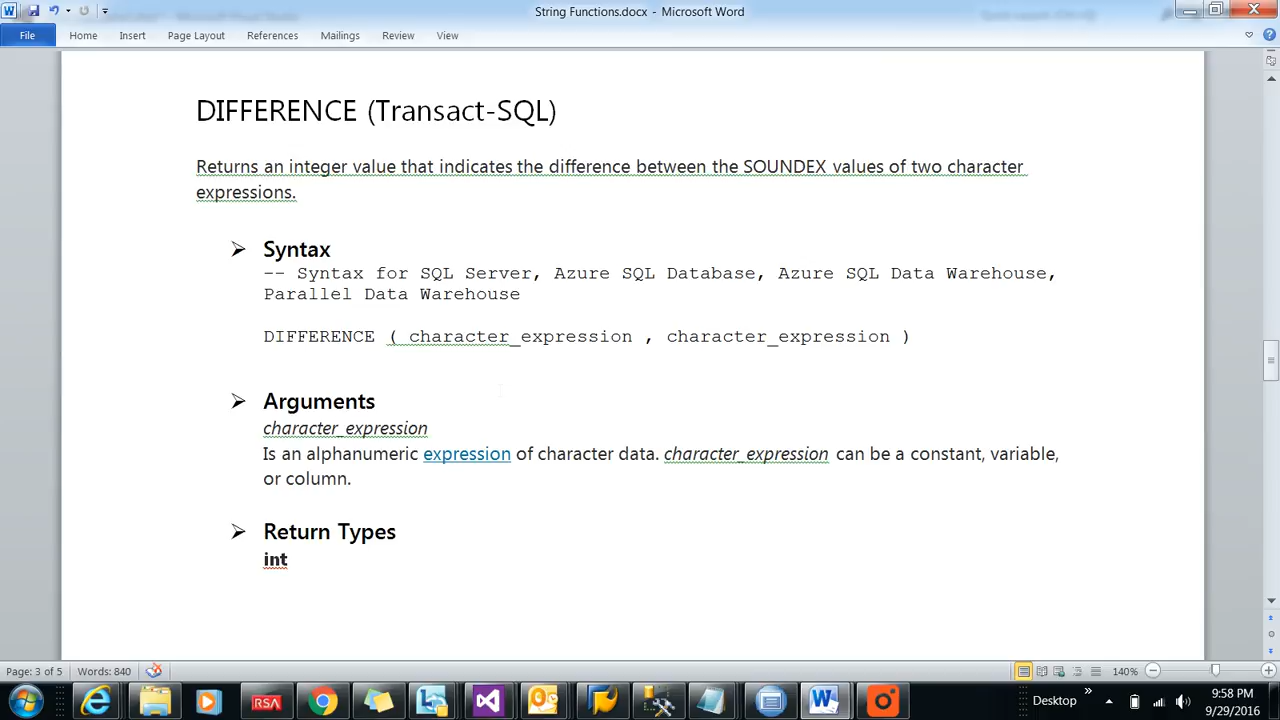 String Functions.docx - Microsoft Word
File Home Insert Page Layout References Mailings Review View
DIFFERENCE (Transact-SQL)
Returns an integer value that indicates the difference between the SOUNDEX values of two character
expressions.
Syntax
-- Syntax for SQL Server, Azure SQL Database, Azure SQL Data Warehouse,
Parallel Data Warehouse
DIFFERENCE ( character_expression , character_expression )
Arguments
character_expression
Is an alphanumeric expression of character data. character_expression can be a constant, variable,
or column.
Return Types
int
Page: 3 of 5 Words: 840 140%
RSA Desktop 9:58 PM
9/29/2016